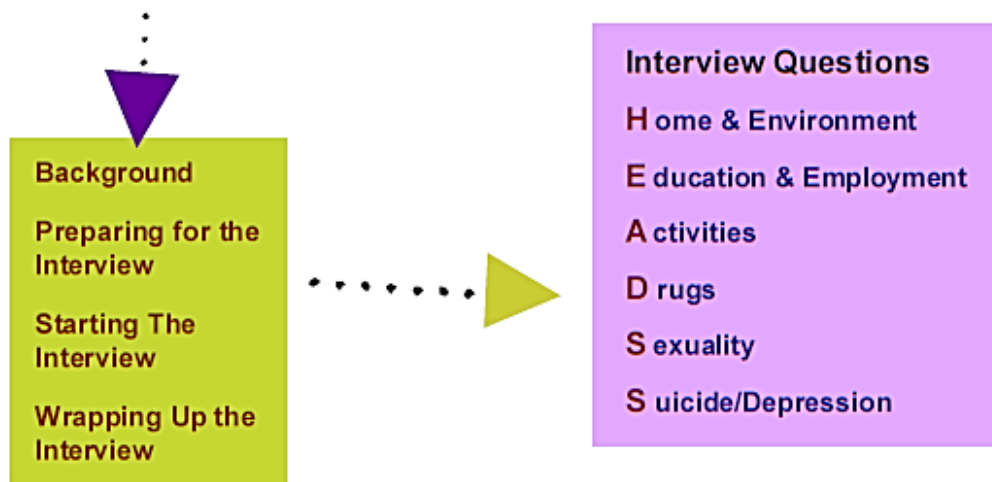 Background
Preparing for the
Interview
Starting The
Interview
Wrapping Up the
Interview
Interview Questions
H ome & Environment
E ducation & Employment
A ctivities
D rugs
S exuality
S uicide/Depression